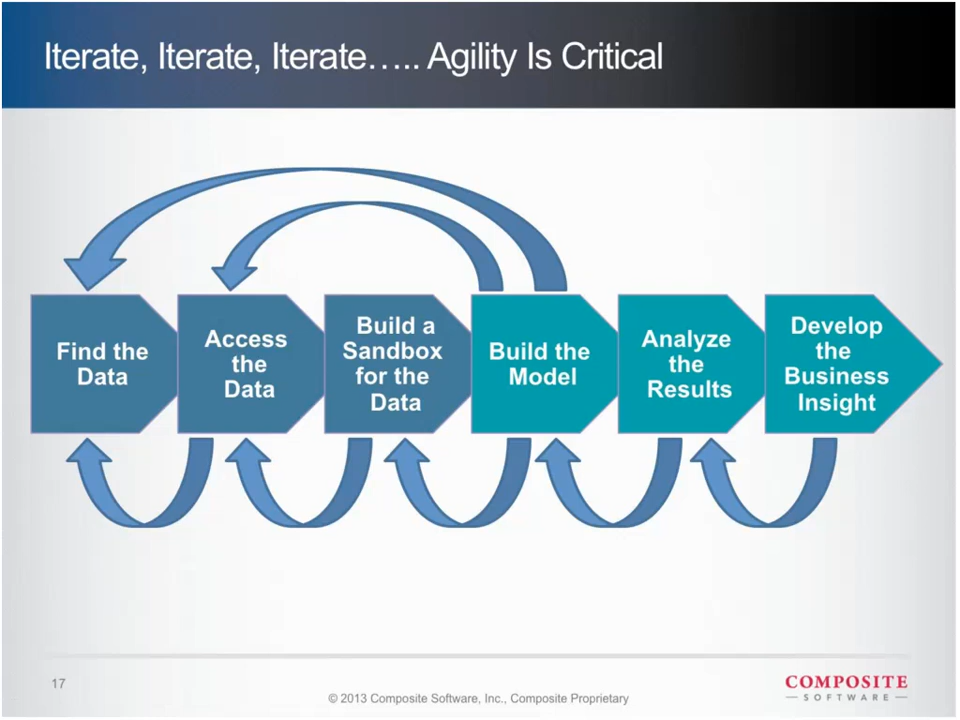 Iterate, Iterate, Iterate….. Agility Is Critical
Find the
Data
Access
the
Data
Build a
Sandbox
for the
Data
Build the
Model
Analyze
the
Results
Develop
the
Business
Insight
17
© 2013 Composite Software, Inc., Composite Proprietary
COMPOSITE
SOFTWARE